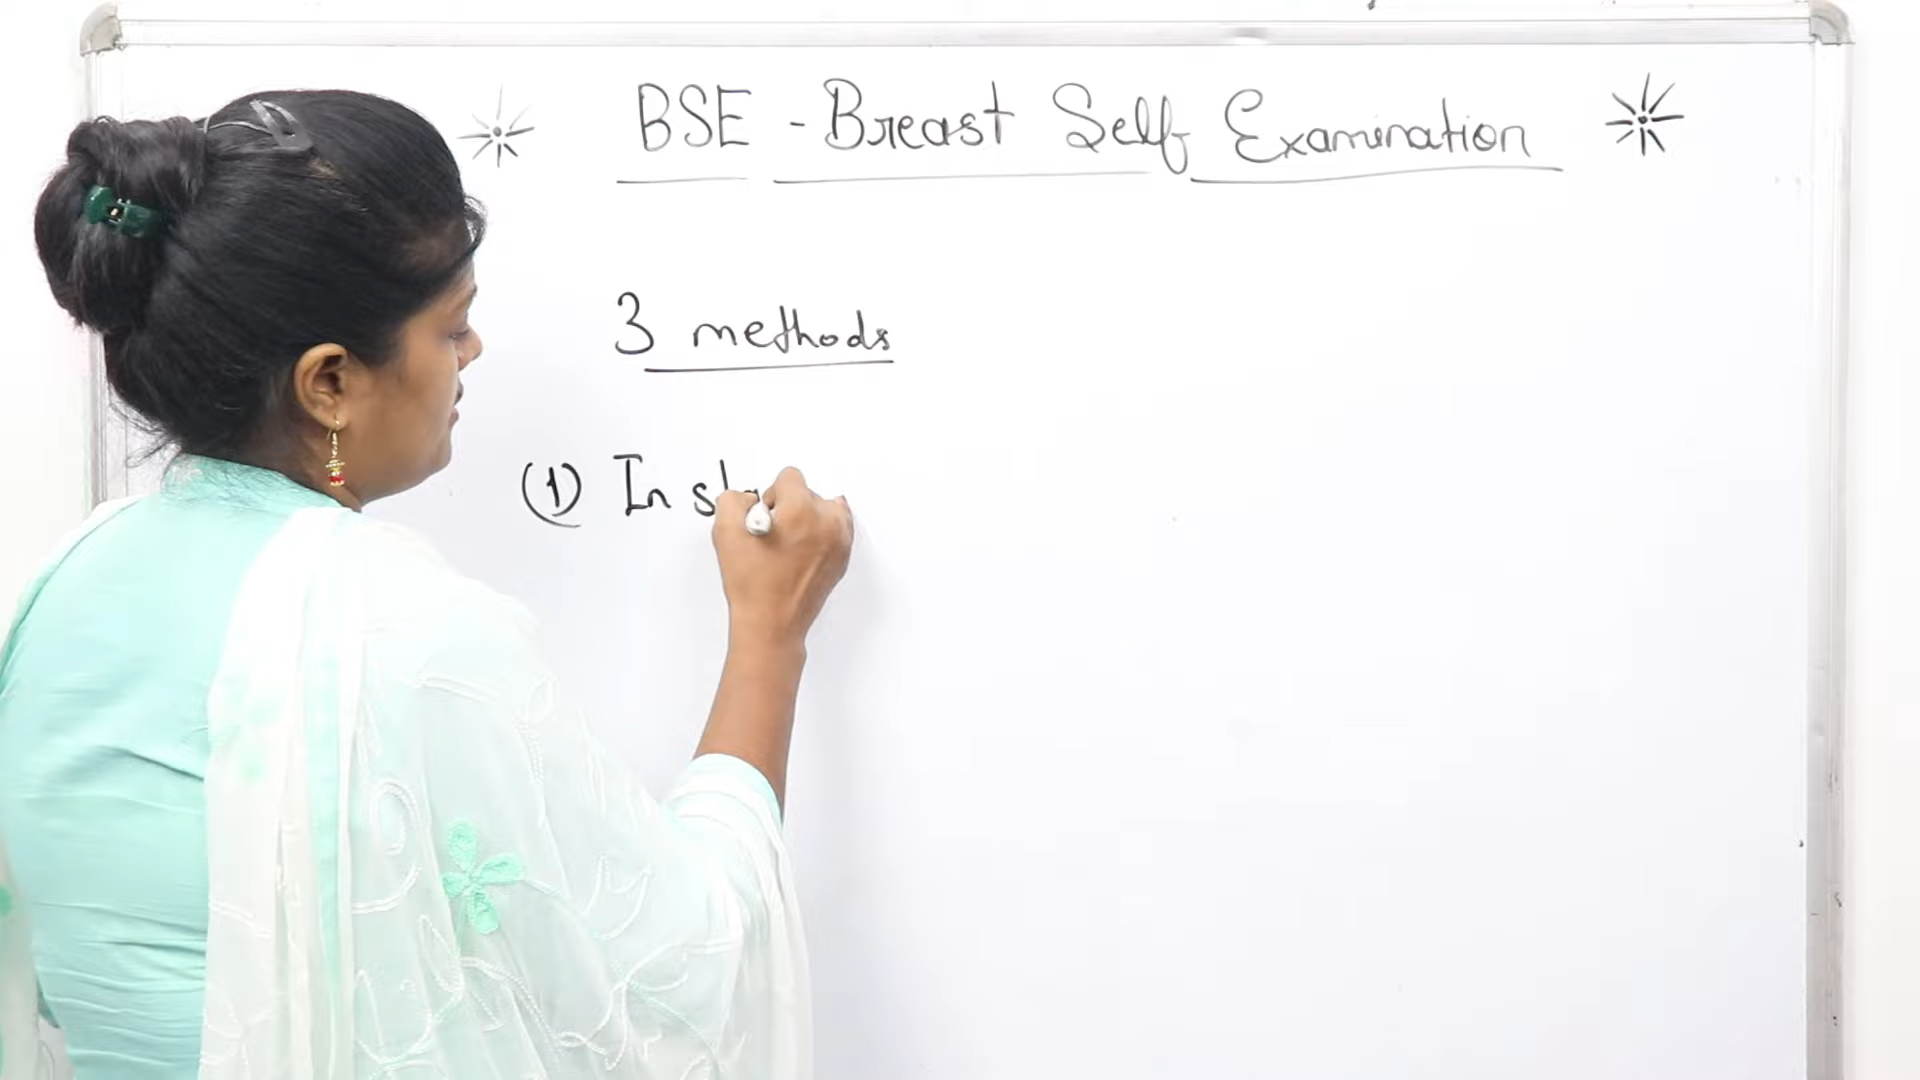 BSE - Breast Self Examination
3 methods
(1) In